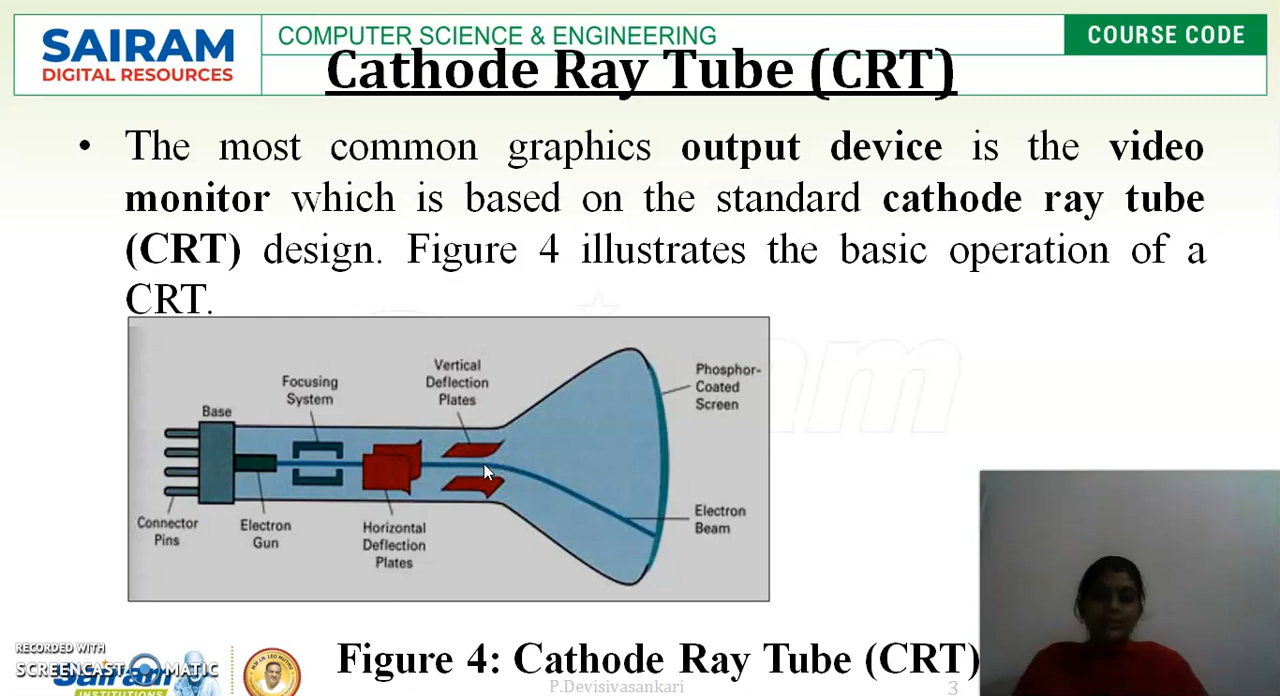 SAIRAM
DIGITAL RESOURCES
COMPUTER SCIENCE & ENGINEERING
COURSE CODE
Cathode Ray Tube (CRT)
• The most common graphics output device is the video
monitor which is based on the standard cathode ray tube
(CRT) design. Figure 4 illustrates the basic operation of a
CRT.
Vertical
Deflection
Plates
Focusing
System
Base
Phosphor-
Coated
Screen
Connector
Pins
Electron
Gun
Horizontal
Deflection
Plates
Electron
Beam
Figure 4: Cathode Ray Tube (CRT)
RECORDED WITH
SCREENCAST MATIC
Sairam
INSTITUTIONS
P.Devisivasankari
3